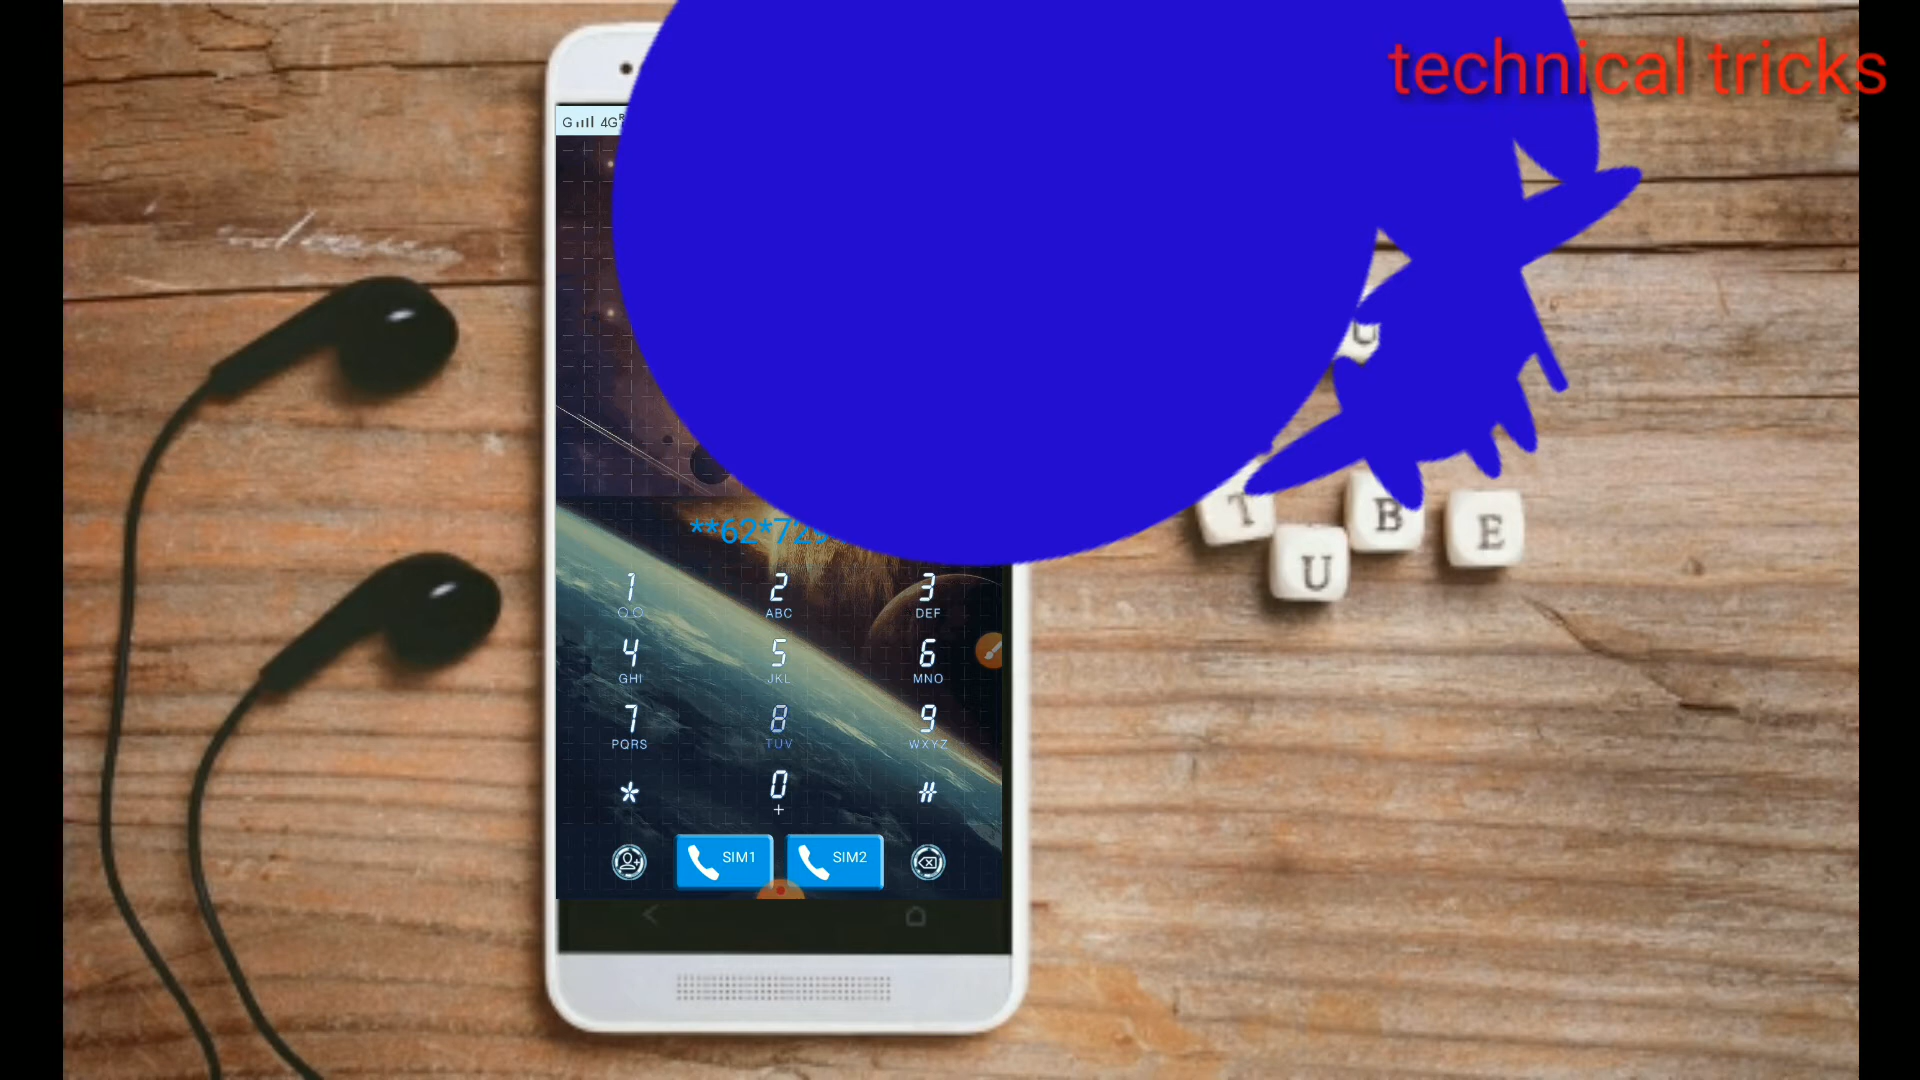 technical tricks
G 4G
U
T B E
U
**62*729
1
2 ABC
3 DEF
4 GHI
5 JKL
6 MNO
7 PQRS
8 TUV
9 WXYZ
*
0 +
#
SIM1 SIM2